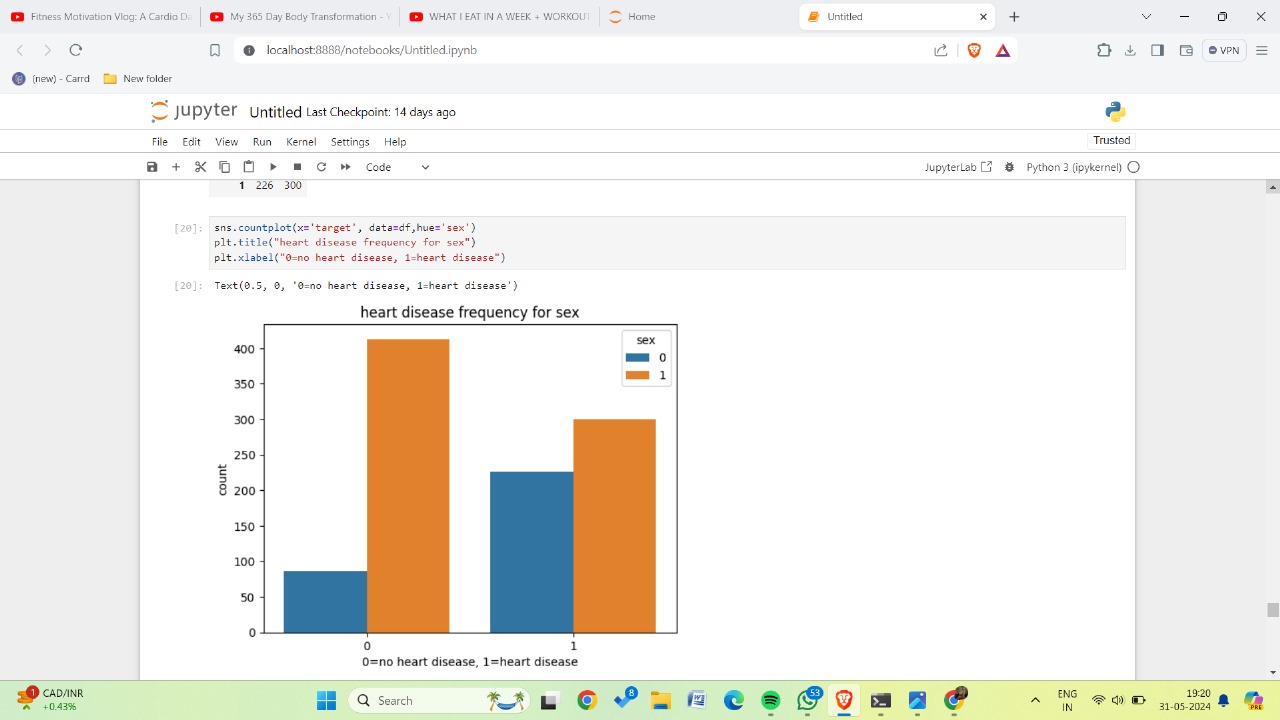 Fitness Motivation Vlog: A Cardio Da
My 365 Day Body Transformation - Y
WHAT I EAT IN A WEEK + WORKOUT
Home
Untitled
localhost:8888/notebooks/Untitled.ipynb
VPN
(new) - Carrd
New folder
jupyter Untitled Last Checkpoint: 14 days ago
File Edit View Run Kernel Settings Help
Trusted
Code
JupyterLab
Python 3 (ipykernel)
1 226 300
[20]: sns.countplot(x='target', data=df,hue='sex')
plt.title("heart disease frequency for sex")
plt.xlabel("0=no heart disease, 1=heart disease")
[20]: Text(0.5, 0, '0=no heart disease, 1=heart disease')
heart disease frequency for sex
sex
0
1
400
350
300
250
200
150
100
50
0
count
0 1
0=no heart disease, 1=heart disease
1
CAD/INR
+0.43%
Search
8
53
ENG
IN
19:20
31-05-2024
PRE